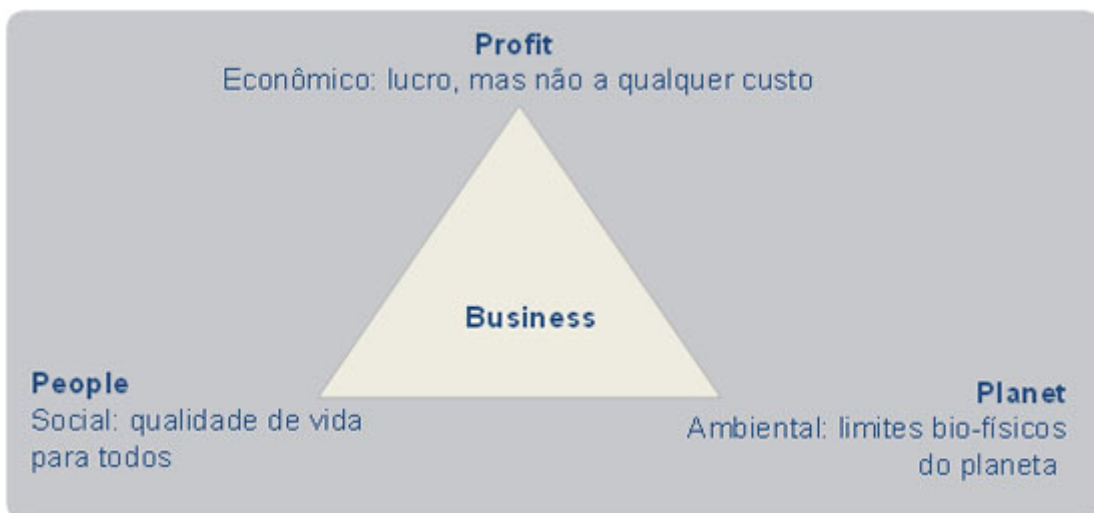 Profit
Econômico: lucro, mas não a qualquer custo
Business
People
Social: qualidade de vida
para todos
Planet
Ambiental: limites bio-físicos
do planeta